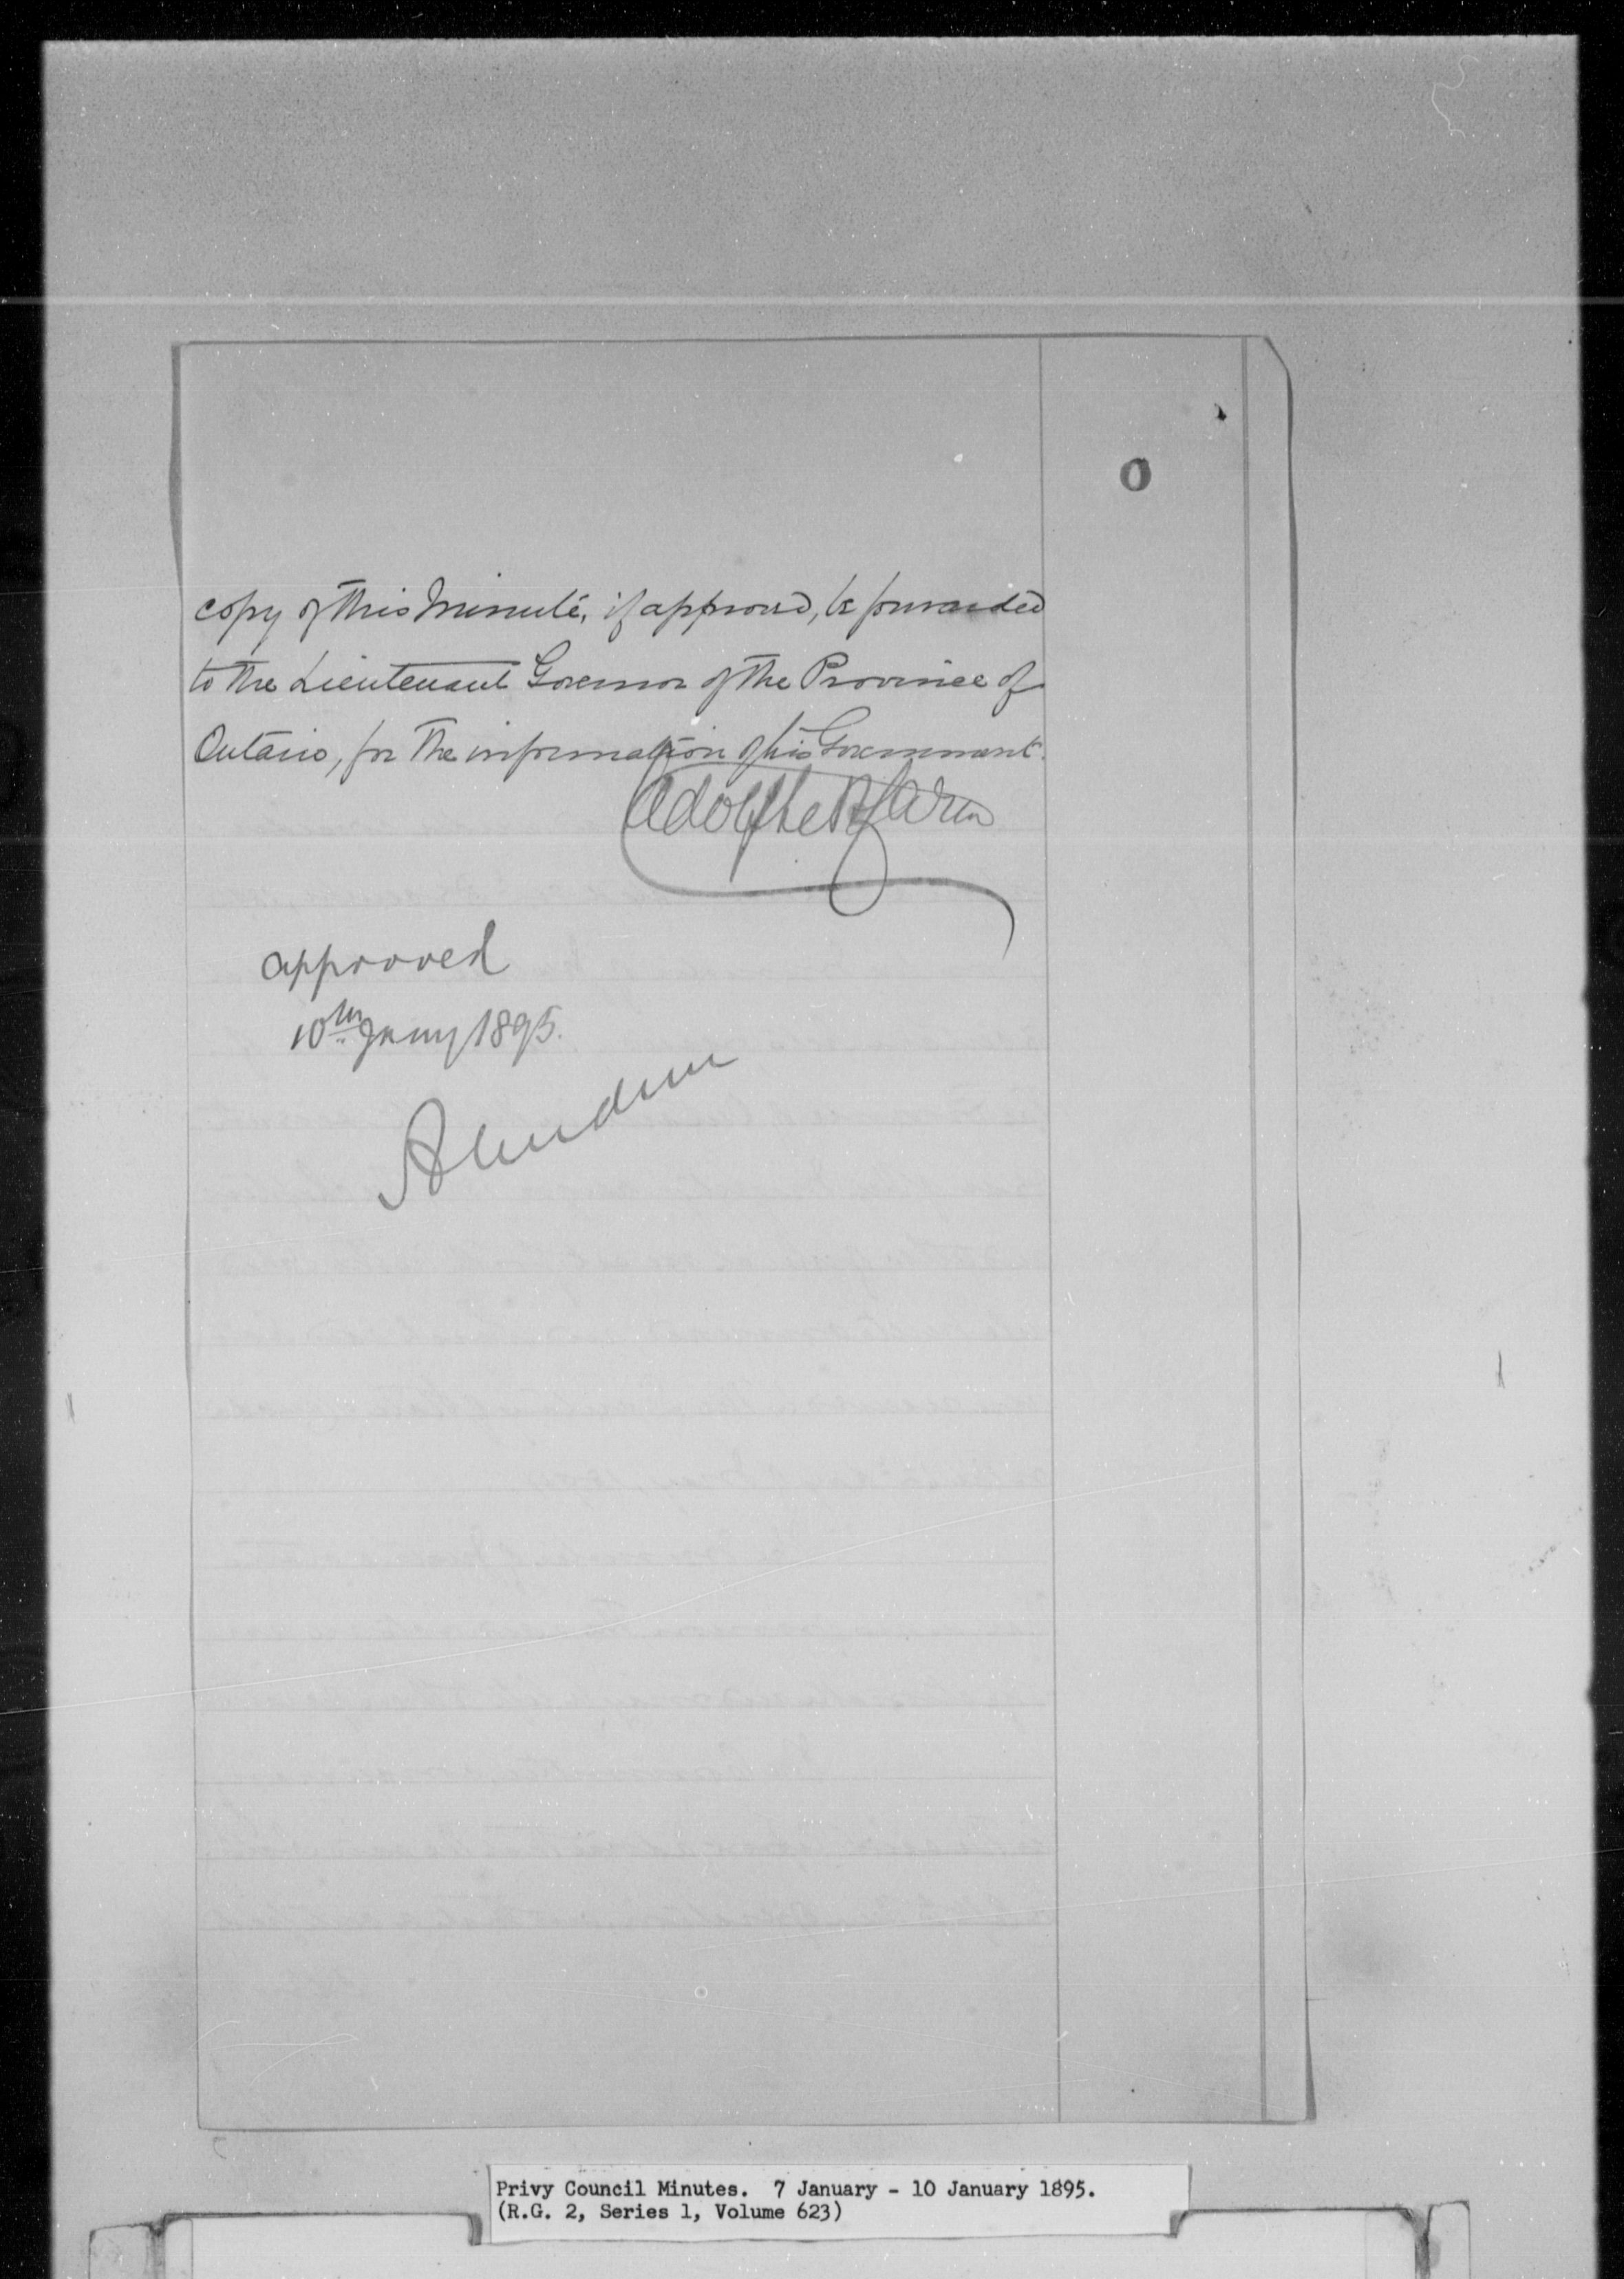 0
copy of this Minute, if approved, be forwarded
to the Lieutenant Governor of the Province of
Ontario, for the information of his Government.
Adolphe P. Caron
approved
10th Jany 1895.
Aberdeen
Privy Council Minutes. 7 January - 10 January 1895.
(R.G. 2, Series 1, Volume 623)